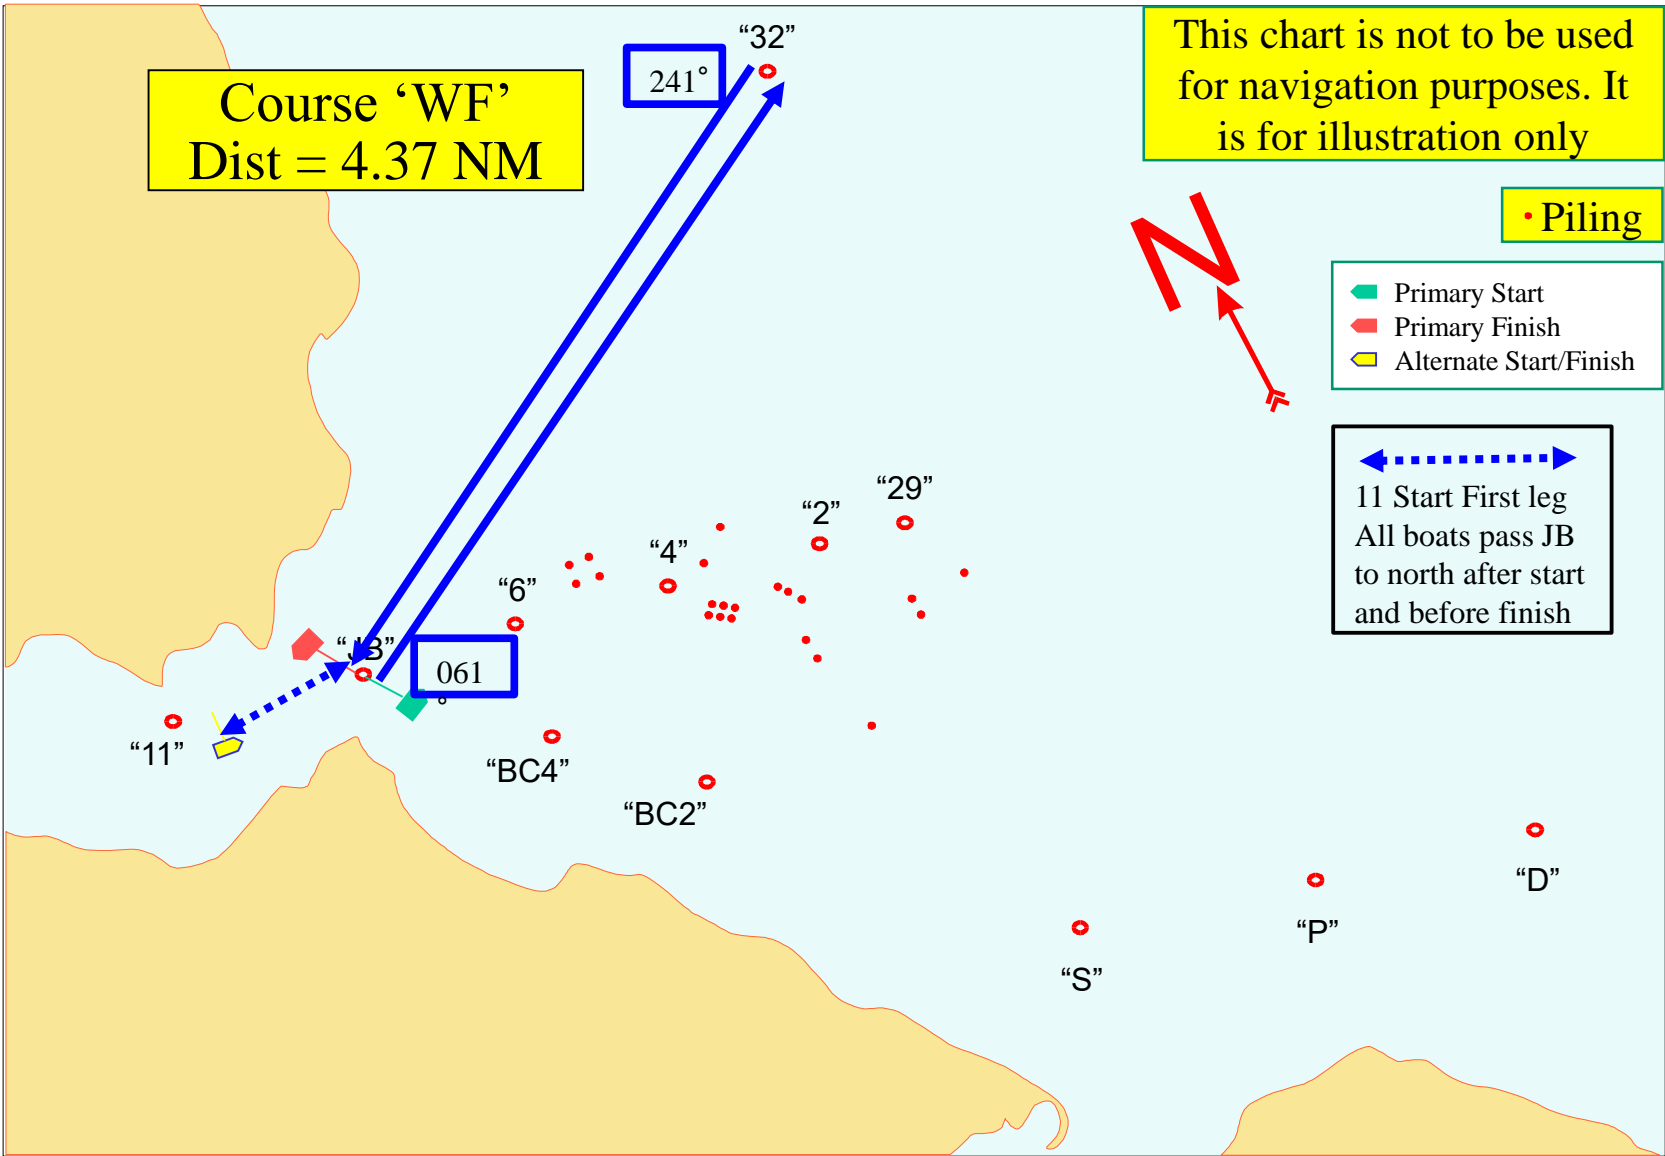 “32”
241°
Course ‘WF’
Dist = 4.37 NM
This chart is not to be used
for navigation purposes. It
is for illustration only
N
• Piling
Primary Start
Primary Finish
Alternate Start/Finish
11 Start First leg
All boats pass JB
to north after start
and before finish
“29”
“2”
“4”
“6”
“JB”
061
°
“11”
“BC4”
“BC2”
“D”
“P”
“S”